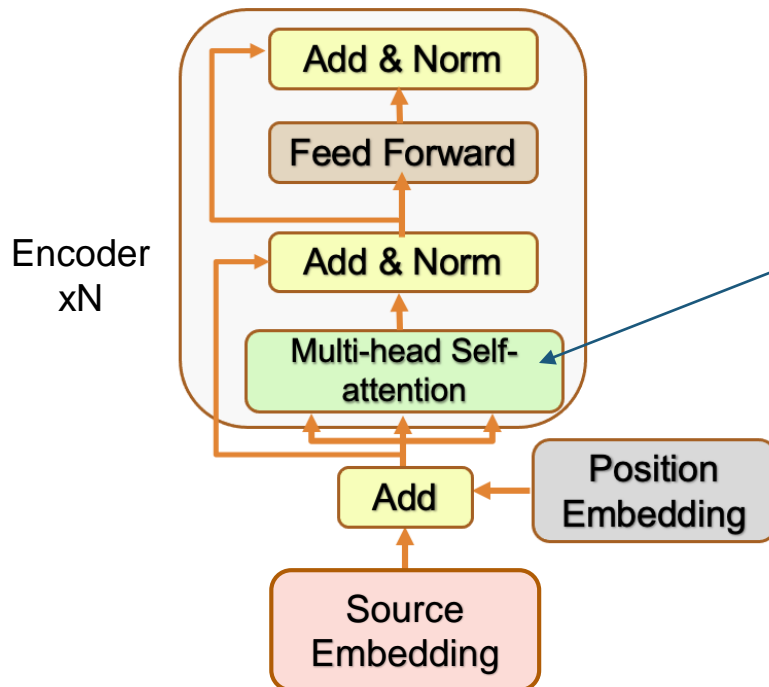 Add & Norm
Feed Forward
Add & Norm
Encoder
xN
Multi-head Self-
attention
Add
Position
Embedding
Source
Embedding